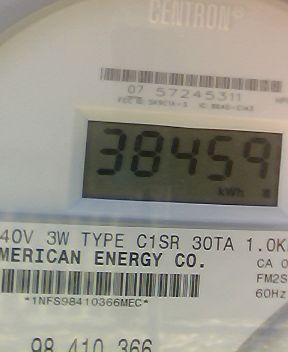 CENTRON®
07 57245311
38459
kWh
40V 3W TYPE C1SR 30TA 1.0K
MERICAN ENERGY CO.
CA 0
FM2S
60Hz
*1NFS98410366MEC*
98 410 366